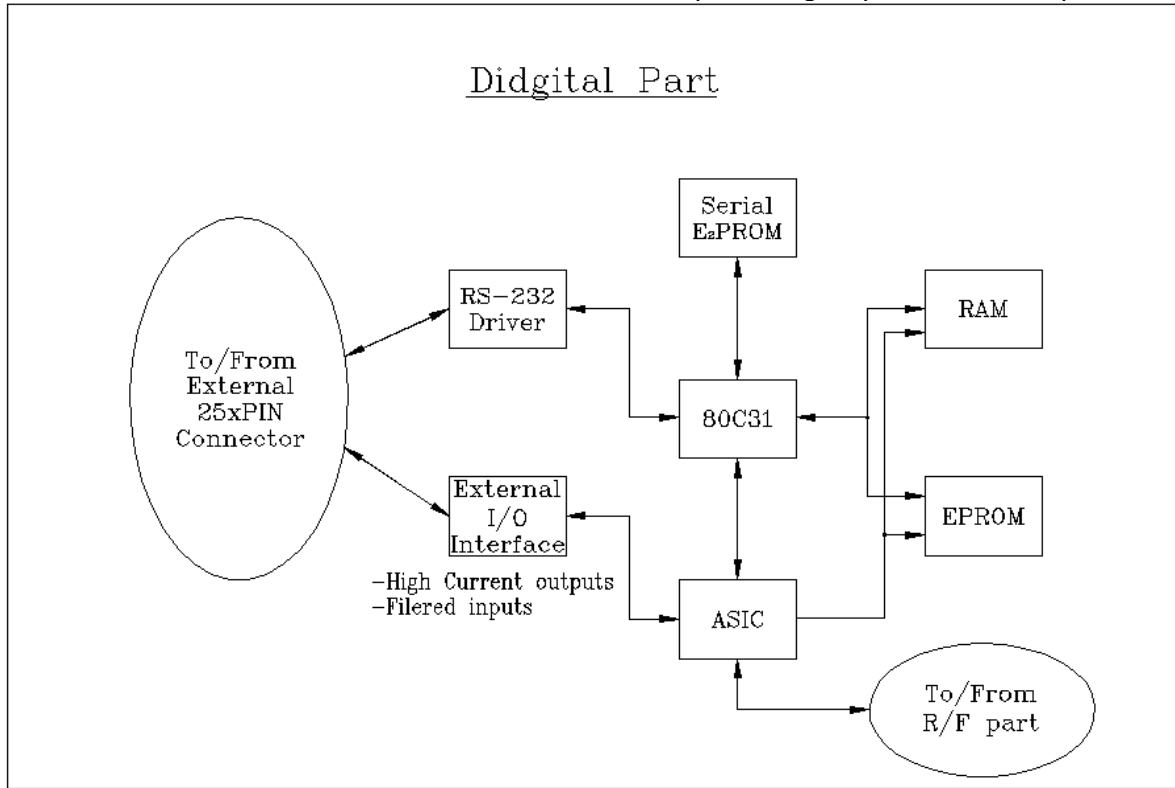 Didgital Part
Serial
E₂PROM
RS-232
Driver
RAM
To/From
External
25xPIN
Connector
80C31
External
I/O
Interface
EPROM
-High Current outputs
-Filered inputs
ASIC
To/From
R/F part